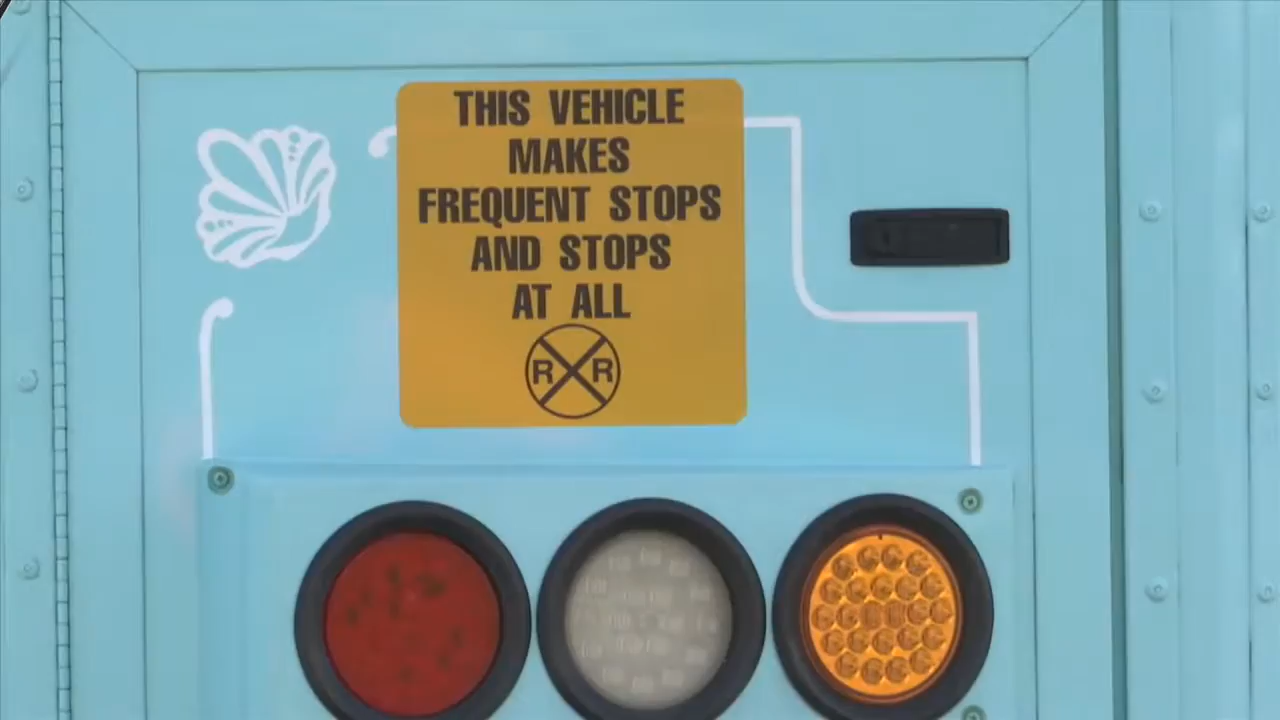 THIS VEHICLE
MAKES
FREQUENT STOPS
AND STOPS
AT ALL
R R